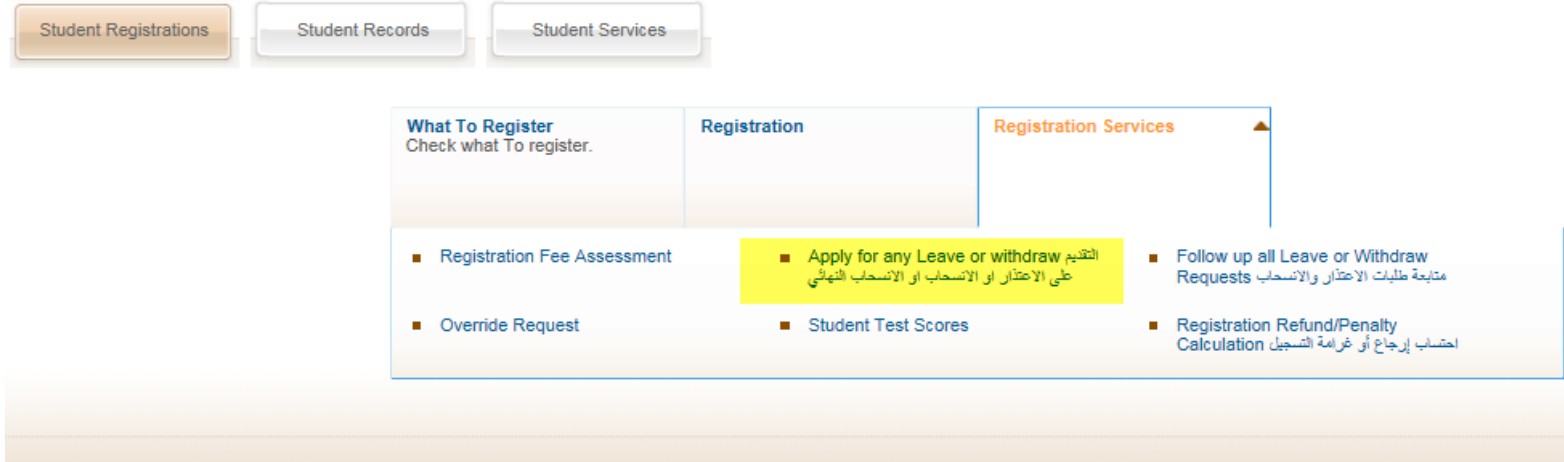 Student Registrations
Student Records
Student Services
What To Register
Check what To register.
Registration
Registration Services
Registration Fee Assessment
Apply for any Leave or withdraw التقديم
على الاعتذار او الانسحاب او الانسحاب النهائي
Follow up all Leave or Withdraw
Requests متابعة طلبات الاعتذار والانسحاب
Override Request
Student Test Scores
Registration Refund/Penalty
Calculation احتساب إرجاع أو غرامة التسجيل